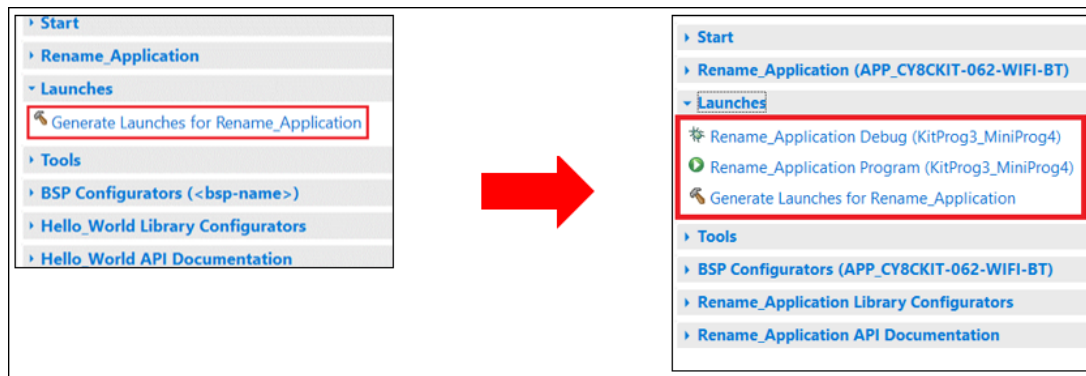 Start
Rename_Application
Launches
Generate Launches for Rename_Application
Tools
BSP Configurators (<bsp-name>)
Hello_World Library Configurators
Hello_World API Documentation
Start
Rename_Application (APP_CY8CKIT-062-WIFI-BT)
Launches
Rename_Application Debug (KitProg3_MiniProg4)
Rename_Application Program (KitProg3_MiniProg4)
Generate Launches for Rename_Application
Tools
BSP Configurators (APP_CY8CKIT-062-WIFI-BT)
Rename_Application Library Configurators
Rename_Application API Documentation